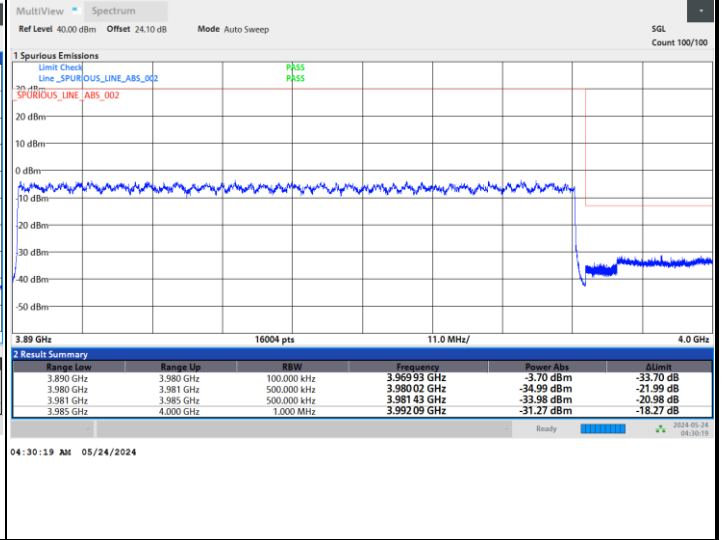 MultiView Spectrum
Ref Level 40.00 dBm Offset 24.10 dB Mode Auto Sweep SGL
Count 100/100
1 Spurious Emissions
Limit Check PASS
Line _SPURIOUS_LINE_ABS_002 PASS
30 dBm
_SPURIOUS_LINE_ABS_002
20 dBm
10 dBm
0 dBm
-10 dBm
-20 dBm
-30 dBm
-40 dBm
-50 dBm
3.89 GHz 16004 pts 11.0 MHz/ 4.0 GHz
2 Result Summary
Range Low Range Up RBW Frequency Power Abs ΔLimit
3.890 GHz 3.980 GHz 100.000 kHz 3.969 93 GHz -3.70 dBm -33.70 dB
3.980 GHz 3.981 GHz 500.000 kHz 3.980 02 GHz -34.99 dBm -21.99 dB
3.981 GHz 3.985 GHz 500.000 kHz 3.981 43 GHz -33.98 dBm -20.98 dB
3.985 GHz 4.000 GHz 1.000 MHz 3.992 09 GHz -31.27 dBm -18.27 dB
Ready 2024-05-24
04:30:19
04:30:19 AM 05/24/2024